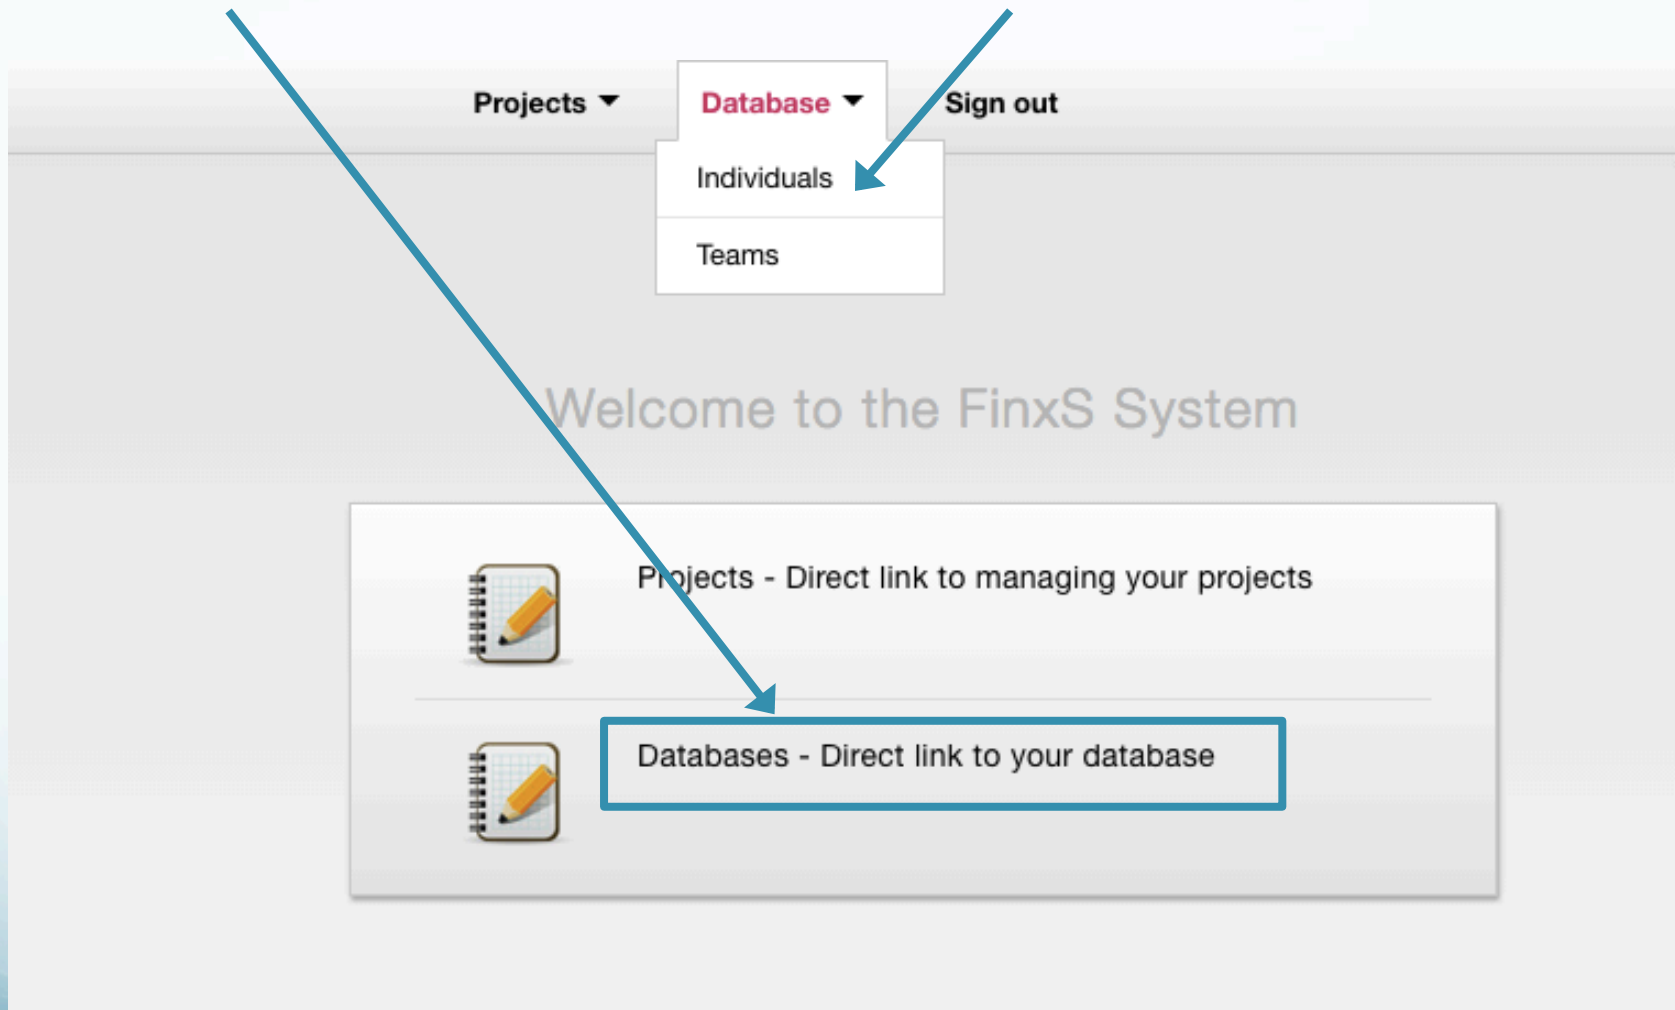 Projects
Database
Sign out
Individuals
Teams
Welcome to the FinxS System
Projects - Direct link to managing your projects
Databases - Direct link to your database